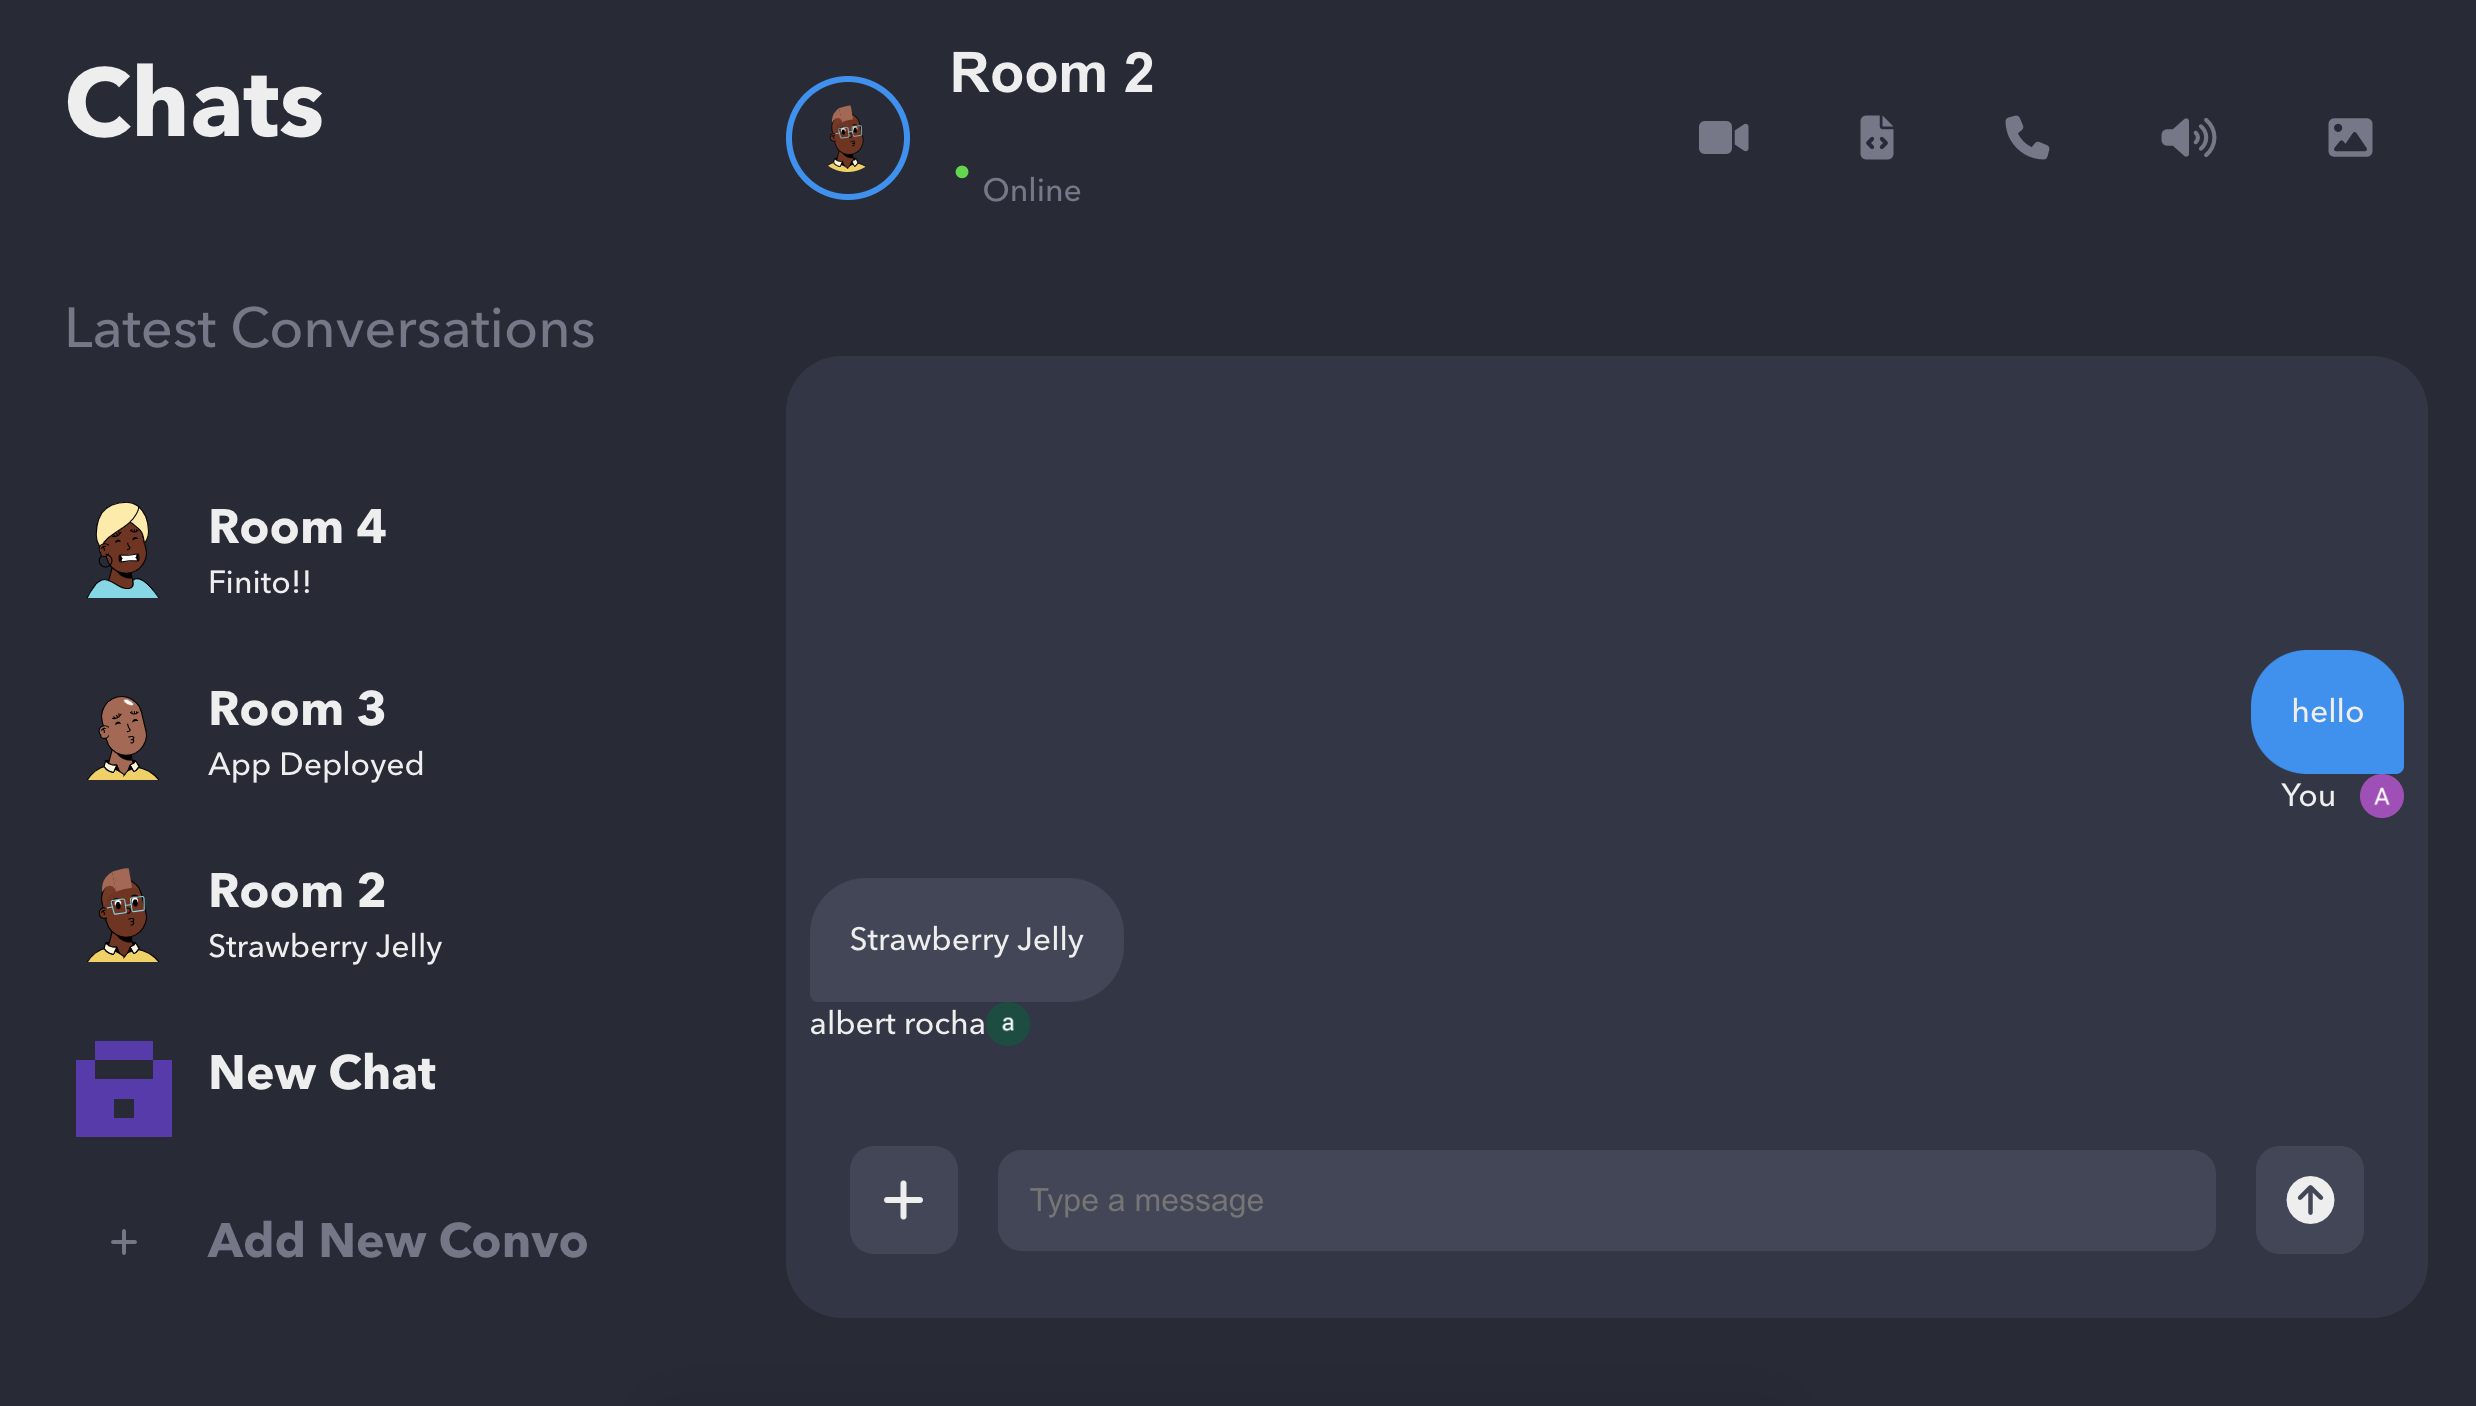 Chats
Latest Conversations
Room 4
Finito!!
Room 3
App Deployed
Room 2
Strawberry Jelly
New Chat
+ Add New Convo
Room 2
Online
hello
You A
Strawberry Jelly
albert rocha a
Type a message